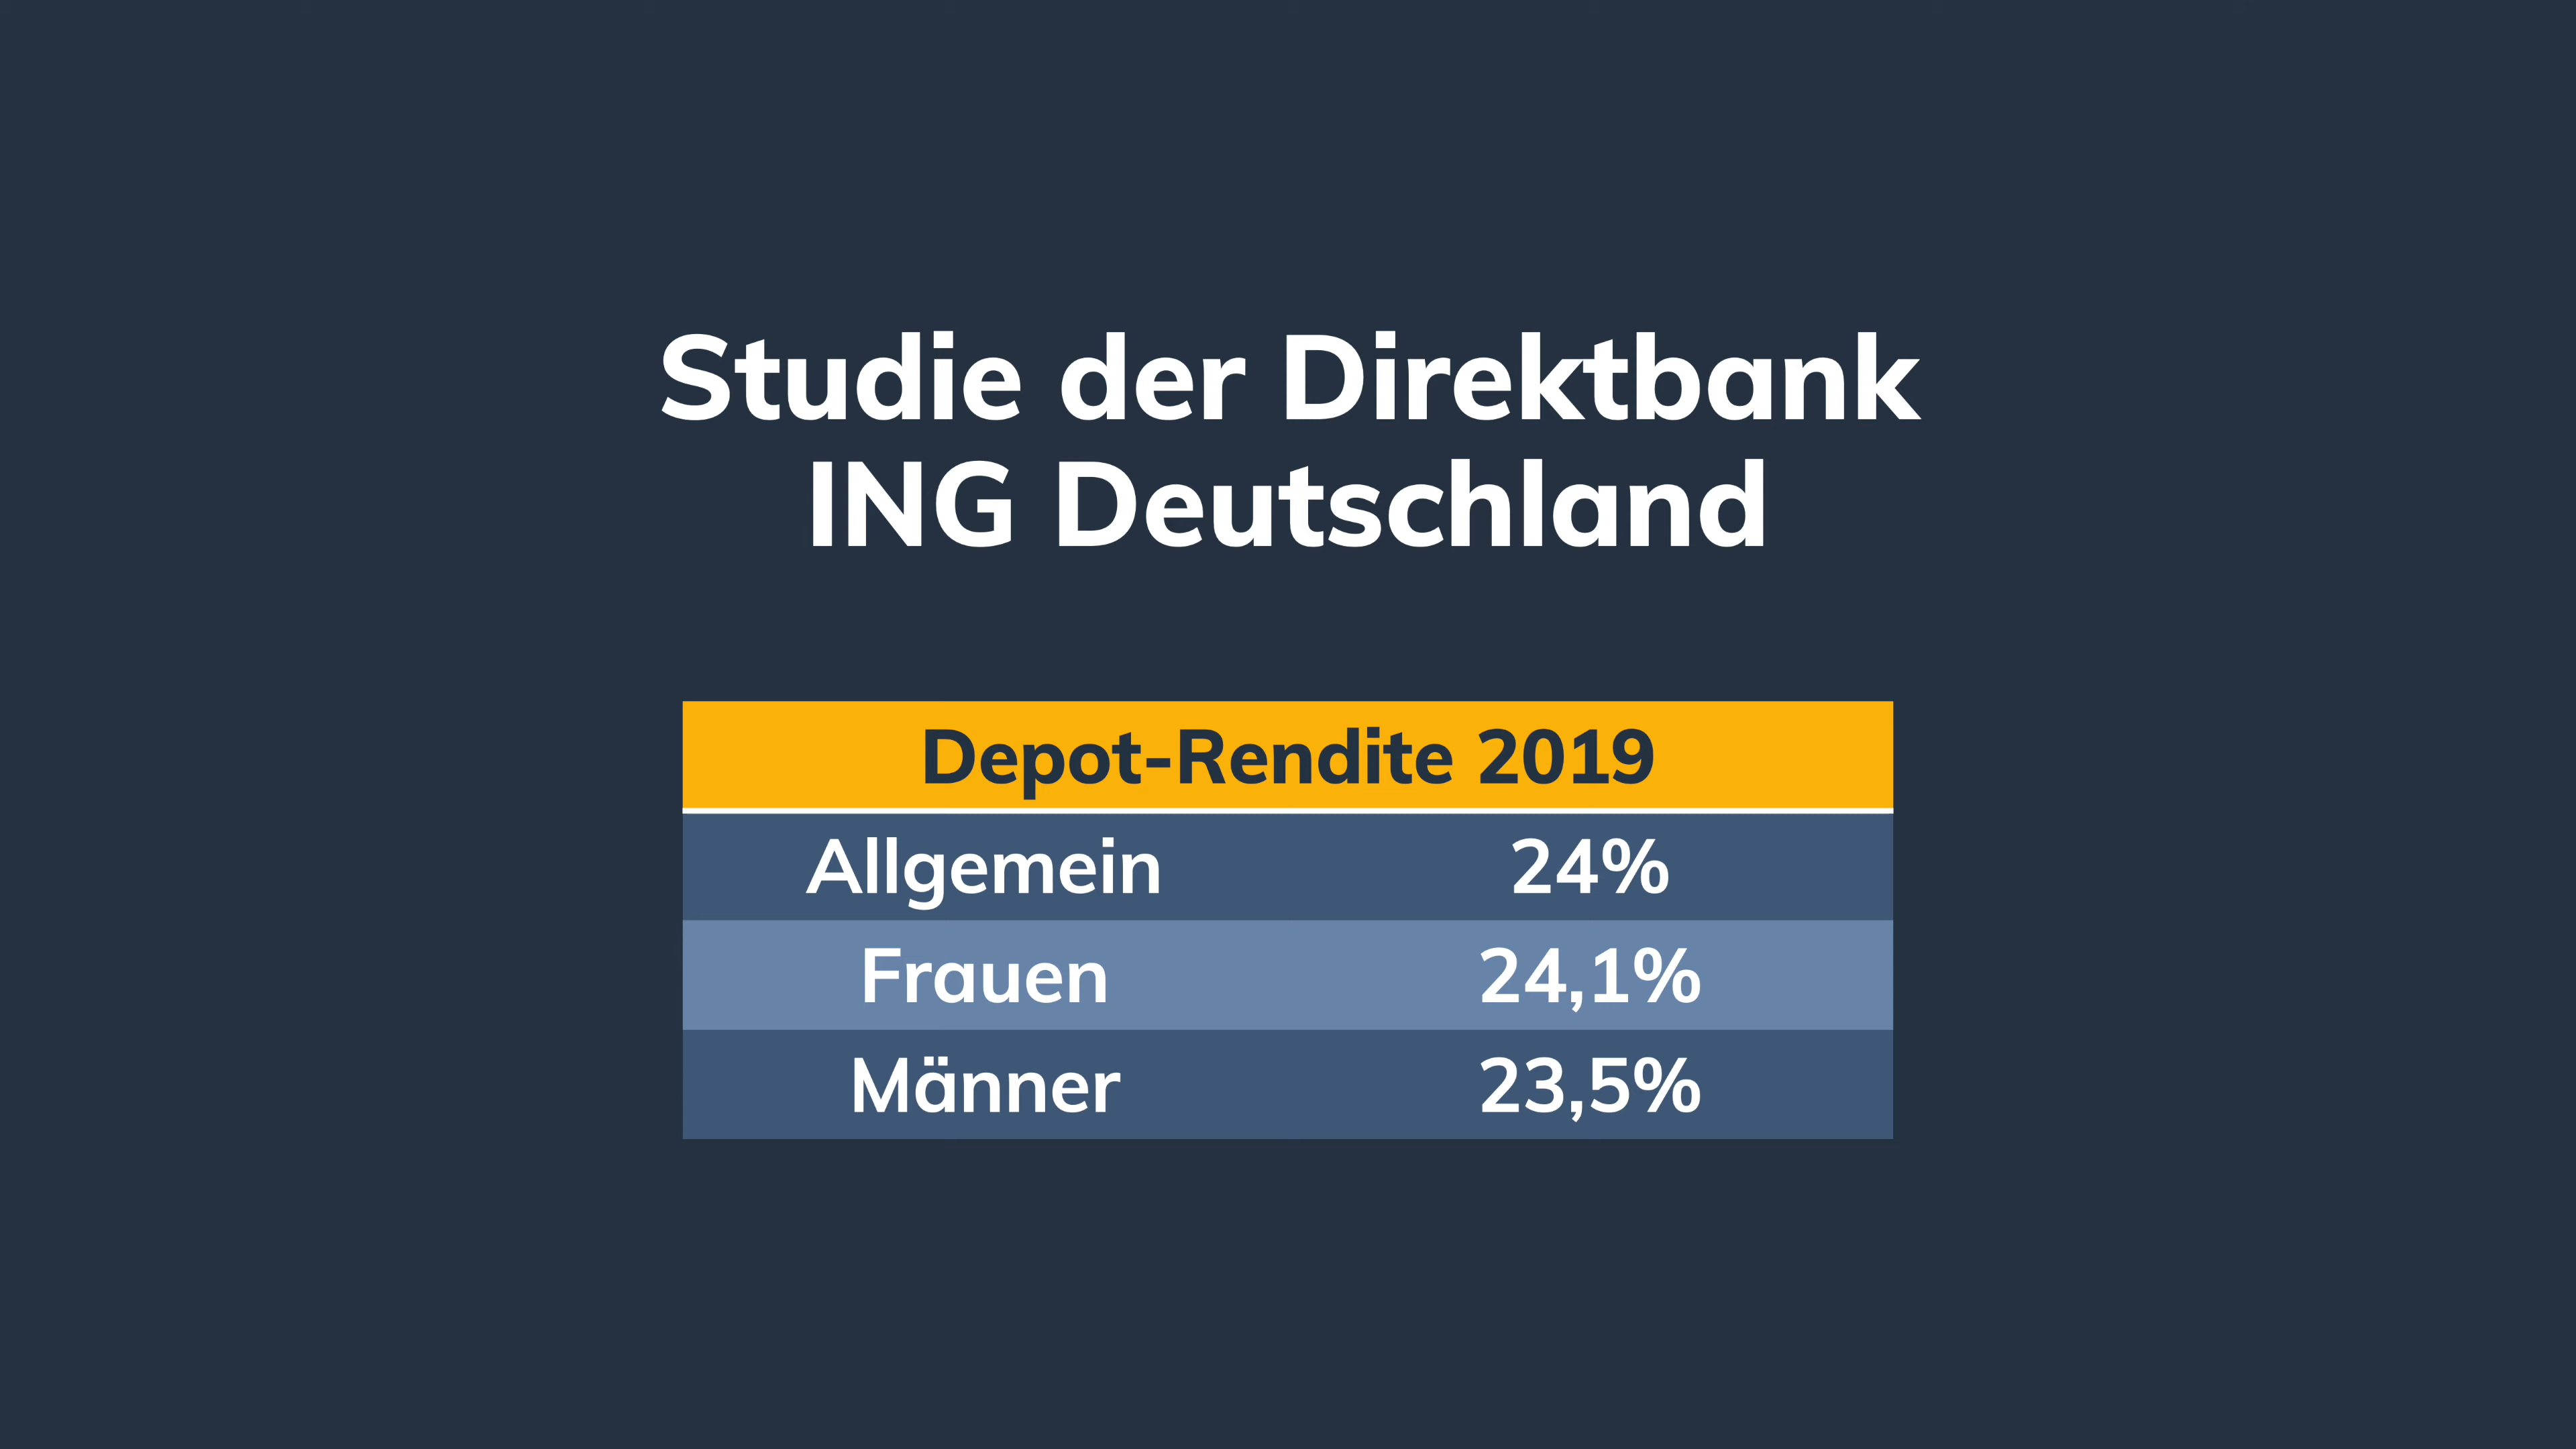 Studie der Direktbank
ING Deutschland
Depot-Rendite 2019
Allgemein 24%
Frauen 24,1%
Männer 23,5%